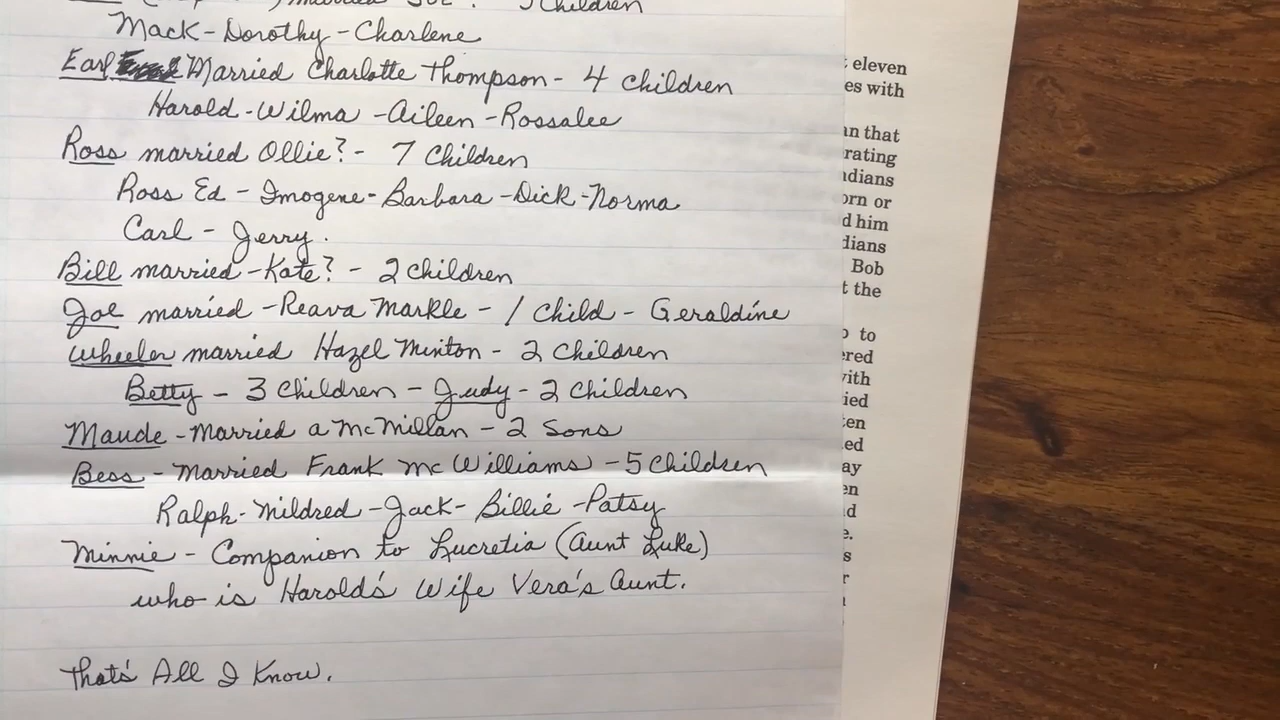 married 3 Children
Mack - Dorothy - Charlene
Earl Married Charlotte Thompson - 4 Children
Harold - Wilma - Aileen - Rossalee
Ross married Ollie? - 7 Children
Ross Ed - Imogene - Barbara - Dick - Norma
Carl - Jerry.
Bill married - Kate? - 2 Children
Joe married - Reava Markle - 1 Child - Geraldine
Wheeler married Hazel Minton - 2 Children
Betty - 3 Children - Judy - 2 Children
Maude - Married a McMillan - 2 Sons
Bess - Married Frank McWilliams - 5 Children
Ralph - Mildred - Jack - Billie - Patsy
Minnie - Companion to Lucretia (Aunt Luke)
who is Harold's Wife Vera's Aunt.
That's All I Know.
eleven
es with
an that
rating
ndians
orn or
d him
dians
Bob
t the
to
ered
with
ied
ten
ed
ay
en
d
e.
s
r